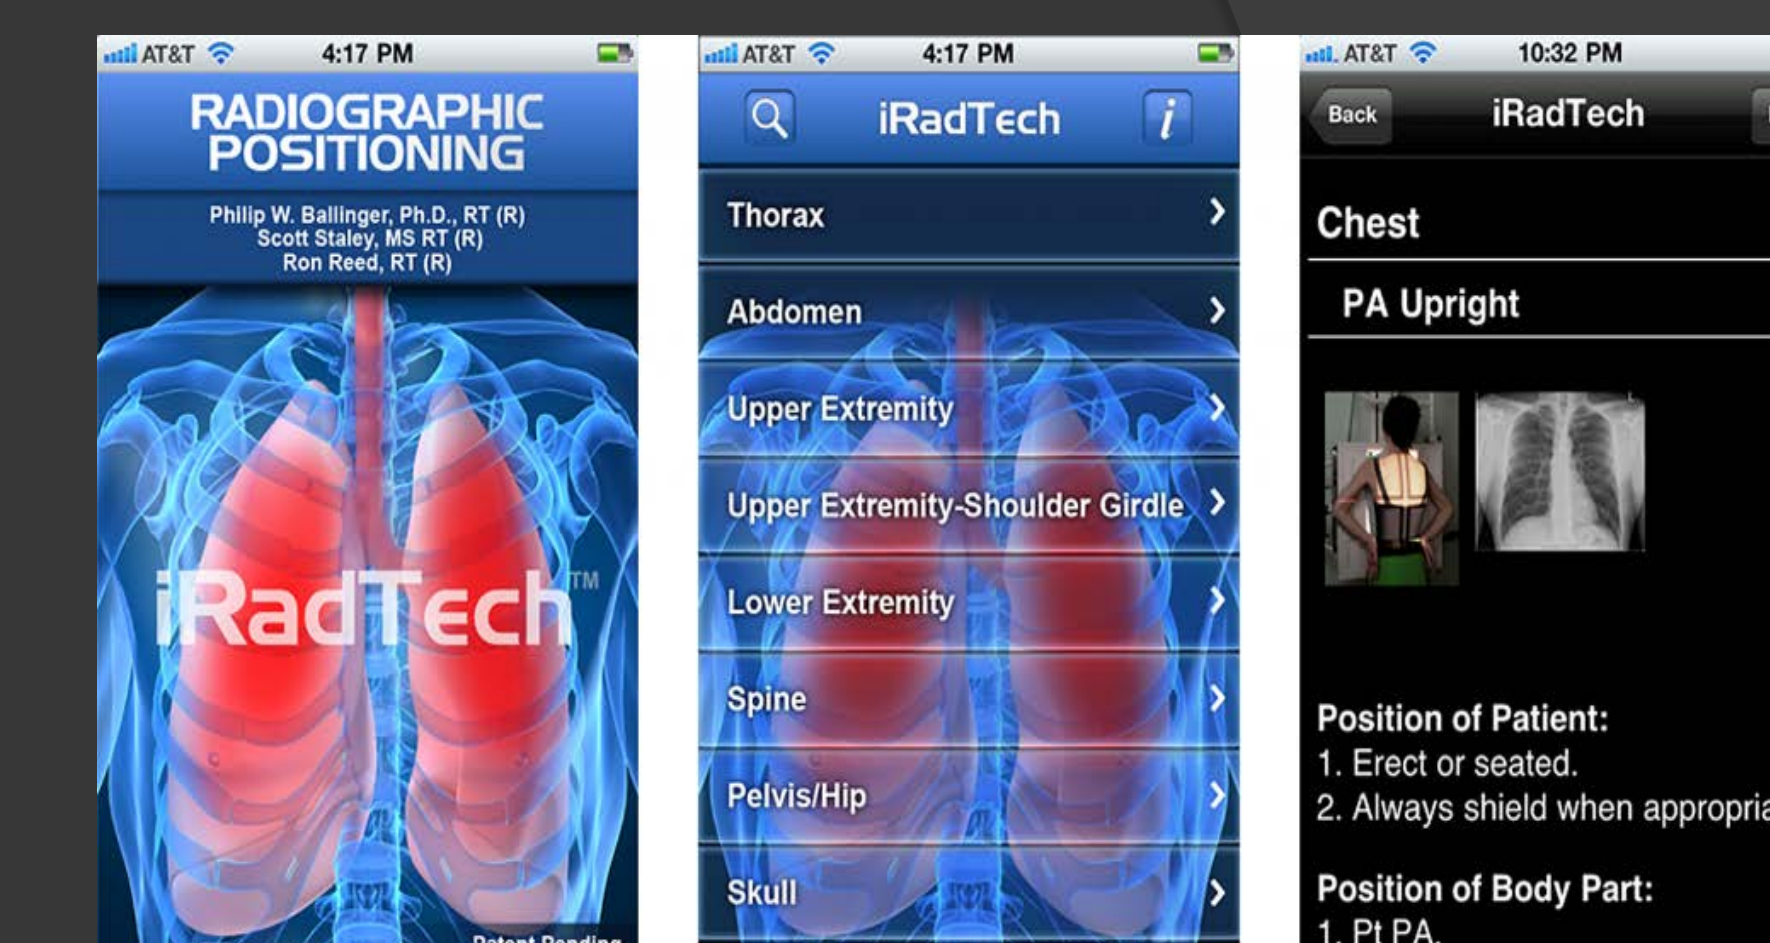 AT&T 4:17 PM
RADIOGRAPHIC
POSITIONING
Philip W. Ballinger, Ph.D., RT (R)
Scott Staley, MS RT (R)
Ron Reed, RT (R)
iRadTech™
Patent Pending
AT&T 4:17 PM
iRadTech
Thorax
Abdomen
Upper Extremity
Upper Extremity-Shoulder Girdle
Lower Extremity
Spine
Pelvis/Hip
Skull
AT&T 10:32 PM
Back iRadTech
Chest
PA Upright
Position of Patient:
1. Erect or seated.
2. Always shield when appropria
Position of Body Part:
1. Pt PA.